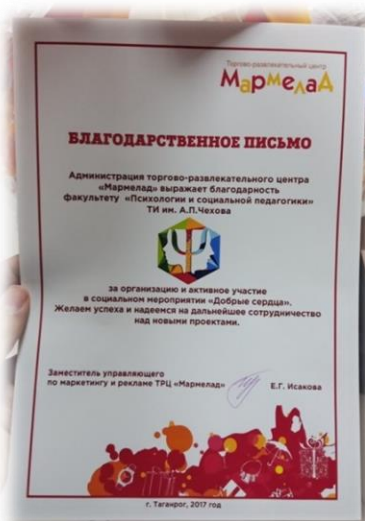 Торгово-развлекательный центр
МармелаД
БЛАГОДАРСТВЕННОЕ ПИСЬМО
Администрация торгово-развлекательного центра
«Мармелад» выражает благодарность
факультету «Психологии и социальной педагогики»
ТИ им. А.П.Чехова
за организацию и активное участие
в социальном мероприятии «Добрые сердца».
Желаем успеха и надеемся на дальнейшее сотрудничество
над новыми проектами.
Заместитель управляющего
по маркетингу и рекламе ТРЦ «Мармелад»
Е.Г. Исакова
г. Таганрог, 2017 год